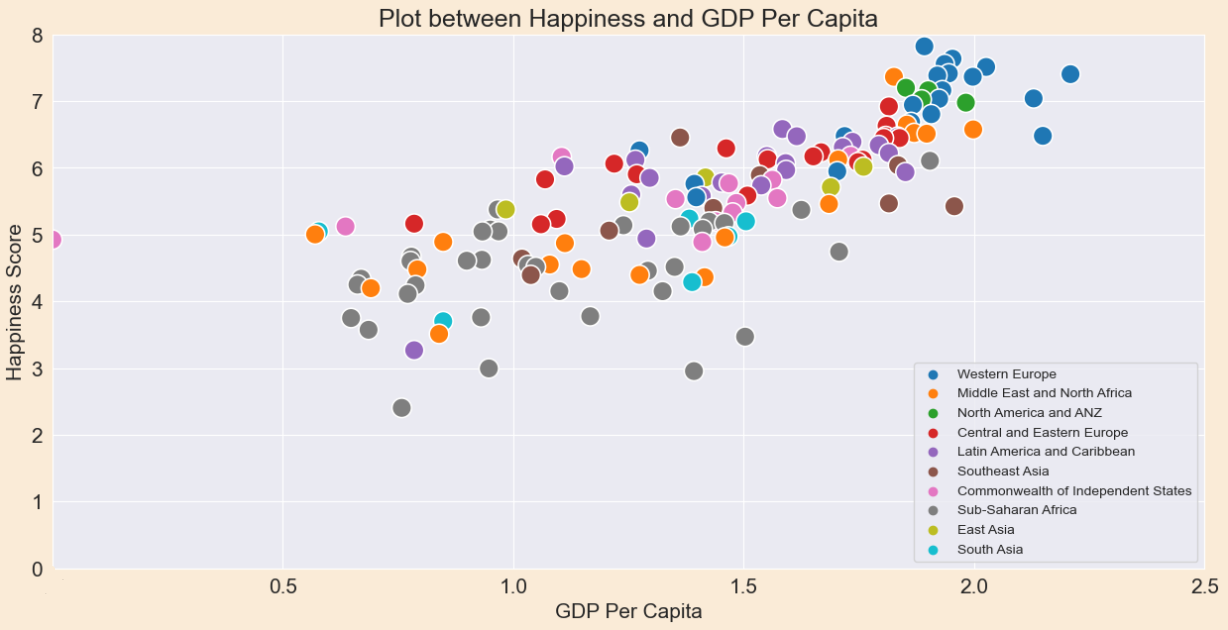 Plot between Happiness and GDP Per Capita
Happiness Score
8
7
6
5
4
3
2
1
0
0.5
1.0
1.5
2.0
2.5
GDP Per Capita
Western Europe
Middle East and North Africa
North America and ANZ
Central and Eastern Europe
Latin America and Caribbean
Southeast Asia
Commonwealth of Independent States
Sub-Saharan Africa
East Asia
South Asia